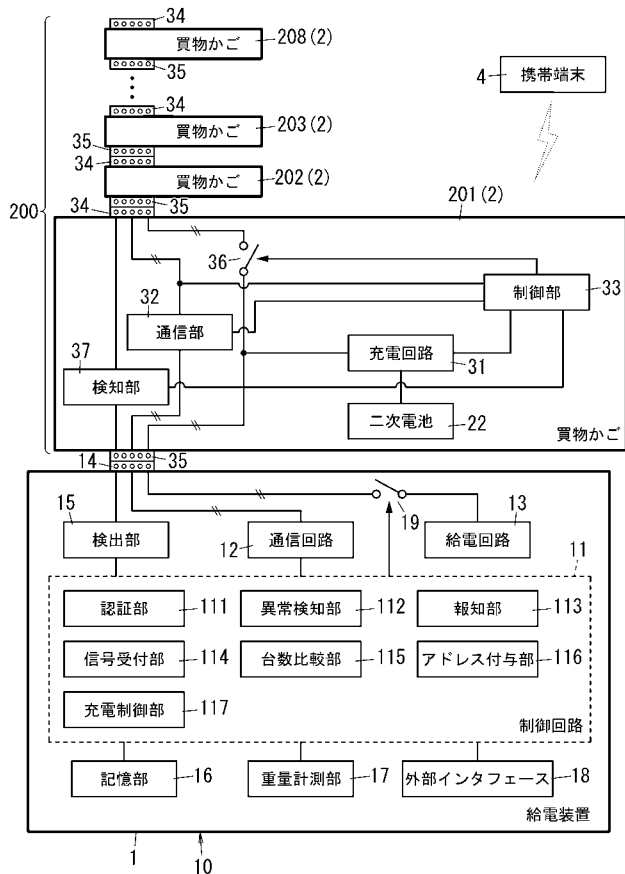 34
買物かご 208(2)
35
4 携帯端末
34
買物かご 203(2)
35
34
買物かご 202(2)
200 35
34 201(2)
36
制御部 33
32
通信部
充電回路
31
37
検知部
二次電池
22
買物かご
14 35
15 19 13
検出部 通信回路 給電回路
12
11
認証部 111 異常検知部 112 報知部 113
信号受付部 114 台数比較部 115 アドレス付与部 116
充電制御部 117
制御回路
記憶部 16 重量計測部 17 外部インタフェース 18
給電装置
1 10